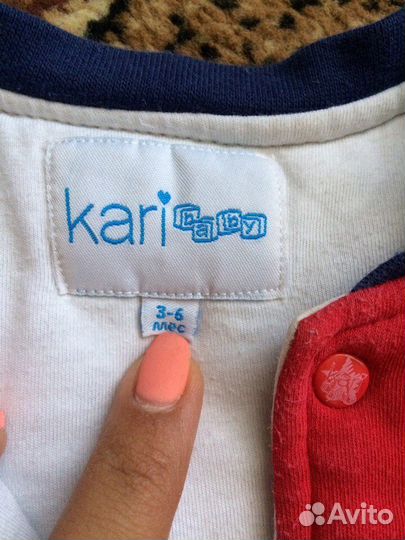 kari baby
3-6
мес
Avito